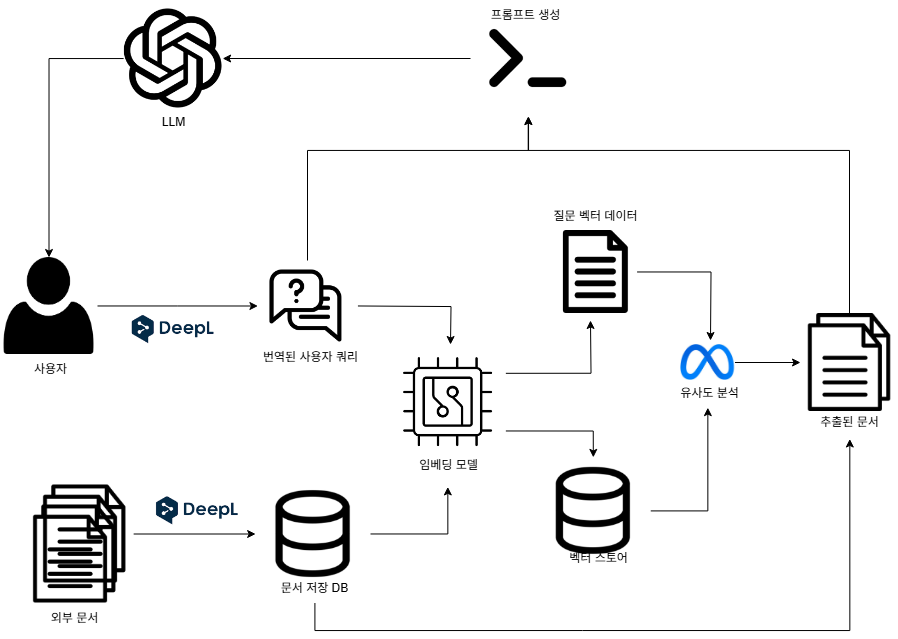 프롬프트 생성
LLM
질문 벡터 데이터
DeepL
사용자
번역된 사용자 쿼리
유사도 분석
추출된 문서
임베딩 모델
DeepL
벡터 스토어
문서 저장 DB
외부 문서